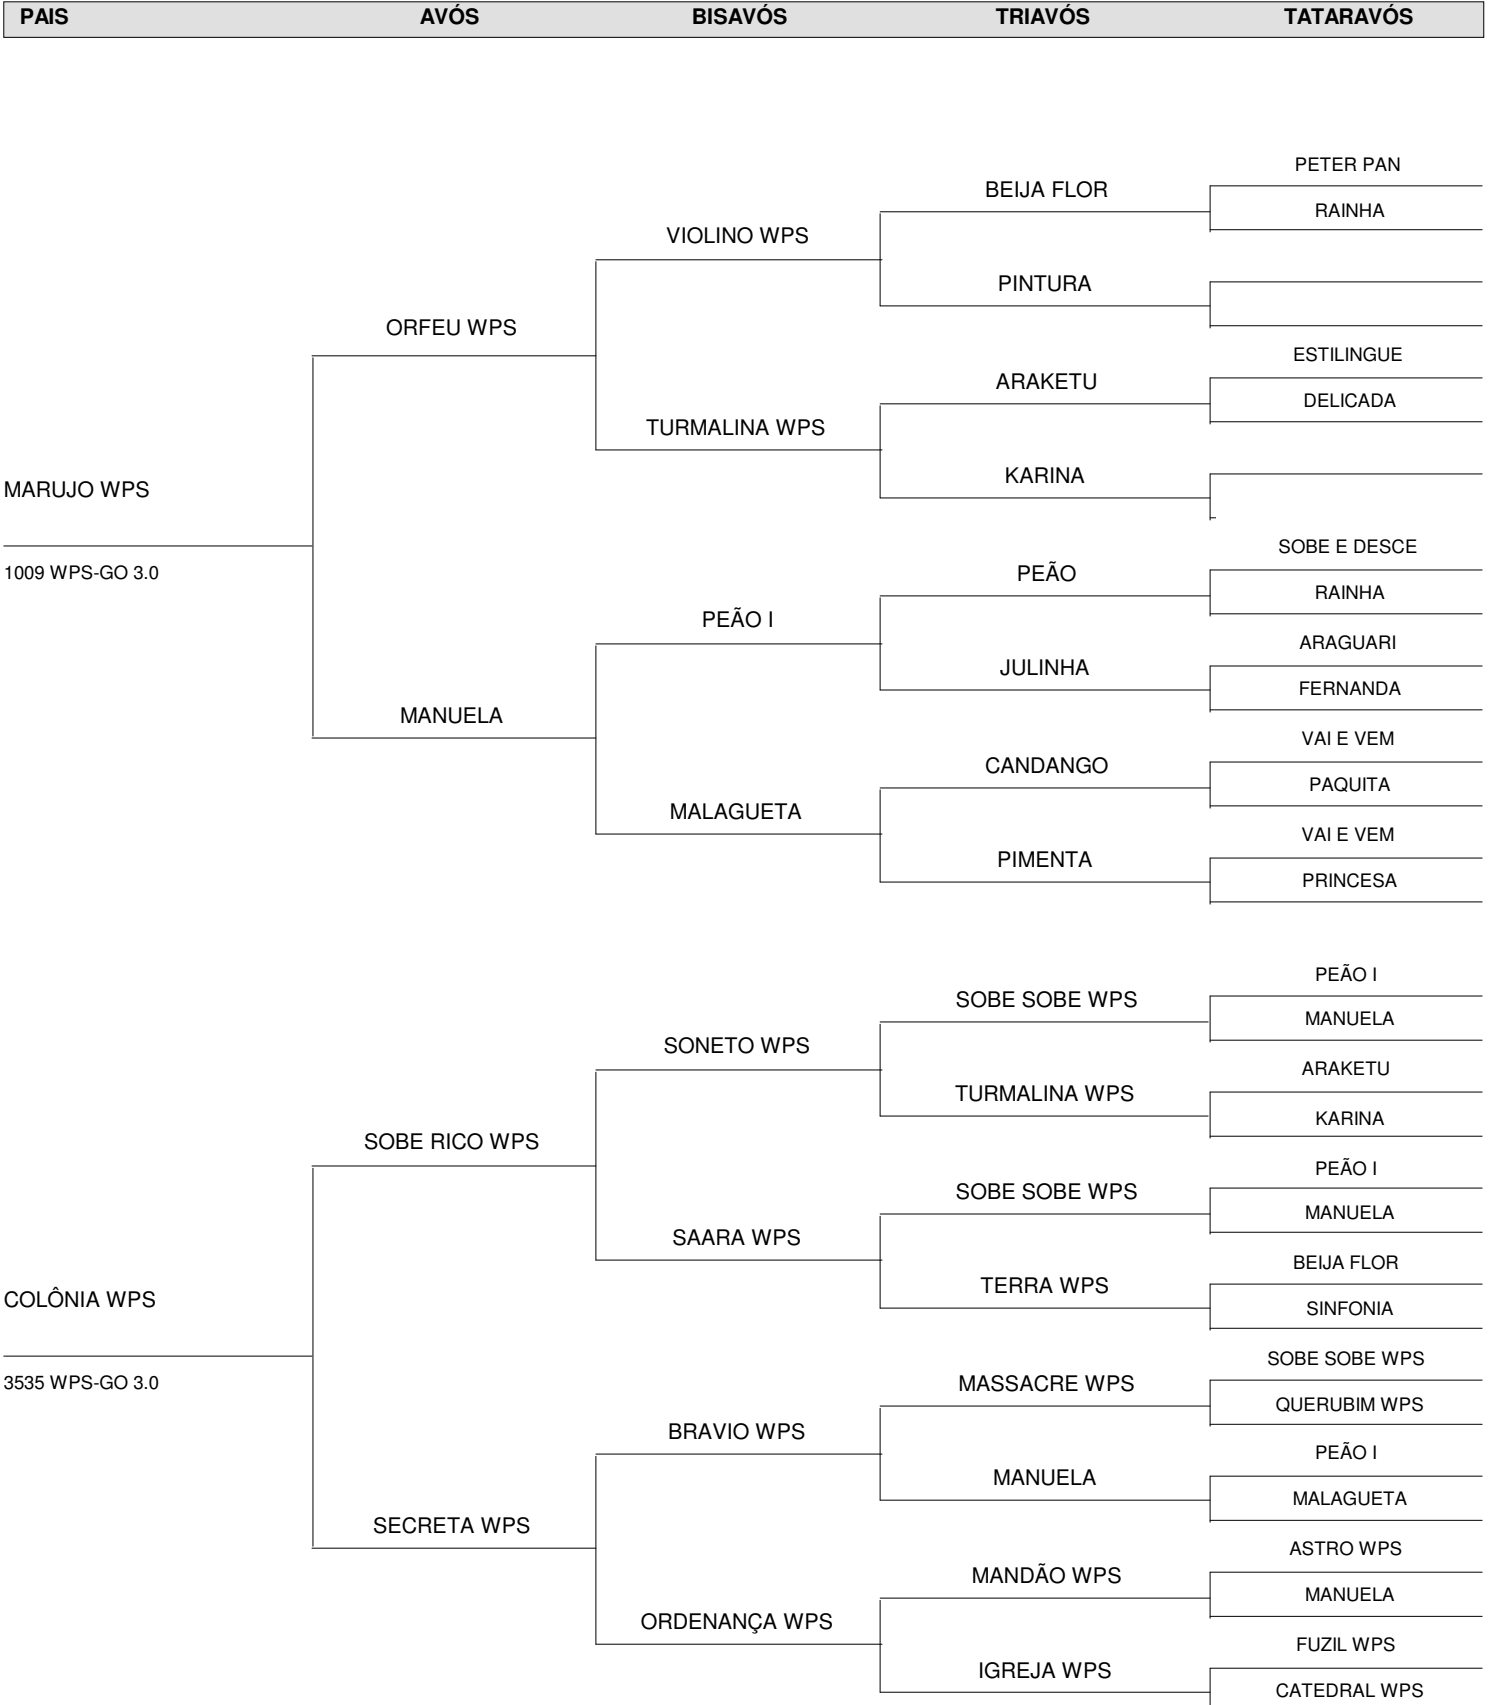 PAIS AVÓS BISAVÓS TRIAVÓS TATARAVÓS
PETER PAN
BEIJA FLOR
RAINHA
VIOLINO WPS
PINTURA
ORFEU WPS
ESTILINGUE
ARAKETU
DELICADA
TURMALINA WPS
KARINA
MARUJO WPS
SOBE E DESCE
1009 WPS-GO 3.0
PEÃO
RAINHA
PEÃO I
ARAGUARI
JULINHA
FERNANDA
MANUELA
VAI E VEM
CANDANGO
PAQUITA
MALAGUETA
VAI E VEM
PIMENTA
PRINCESA
PEÃO I
SOBE SOBE WPS
MANUELA
SONETO WPS
ARAKETU
TURMALINA WPS
KARINA
SOBE RICO WPS
PEÃO I
SOBE SOBE WPS
MANUELA
SAARA WPS
BEIJA FLOR
TERRA WPS
COLÔNIA WPS
SINFONIA
SOBE SOBE WPS
3535 WPS-GO 3.0
MASSACRE WPS
QUERUBIM WPS
BRAVIO WPS
PEÃO I
MANUELA
MALAGUETA
SECRETA WPS
ASTRO WPS
MANDÃO WPS
MANUELA
ORDENANÇA WPS
FUZIL WPS
IGREJA WPS
CATEDRAL WPS